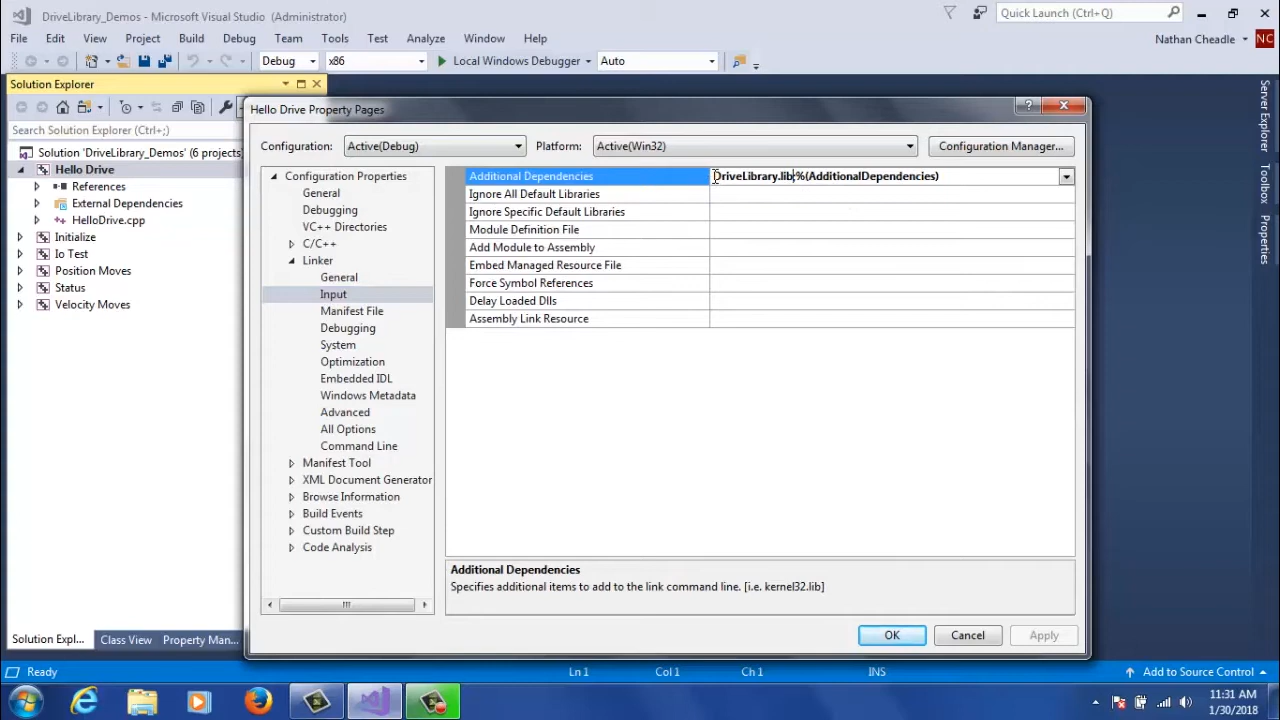 DriveLibrary_Demos - Microsoft Visual Studio (Administrator)
Quick Launch (Ctrl+Q)
File Edit View Project Build Debug Team Tools Test Analyze Window Help
Nathan Cheadle NC
Debug x86 Local Windows Debugger Auto
Solution Explorer
Search Solution Explorer (Ctrl+;)
Solution 'DriveLibrary_Demos' (6 projects)
Hello Drive
References
External Dependencies
HelloDrive.cpp
Initialize
Io Test
Position Moves
Status
Velocity Moves
Solution Expl... Class View Property Man...
Hello Drive Property Pages
Configuration: Active(Debug) Platform: Active(Win32) Configuration Manager...
Configuration Properties
General
Debugging
VC++ Directories
C/C++
Linker
General
Input
Manifest File
Debugging
System
Optimization
Embedded IDL
Windows Metadata
Advanced
All Options
Command Line
Manifest Tool
XML Document Generator
Browse Information
Build Events
Custom Build Step
Code Analysis
Additional Dependencies DriveLibrary.lib;%(AdditionalDependencies)
Ignore All Default Libraries
Ignore Specific Default Libraries
Module Definition File
Add Module to Assembly
Embed Managed Resource File
Force Symbol References
Delay Loaded Dlls
Assembly Link Resource
Additional Dependencies
Specifies additional items to add to the link command line. [i.e. kernel32.lib]
OK Cancel Apply
Server Explorer
Toolbox
Properties
Ready Ln 1 Col 1 Ch 1 INS Add to Source Control
11:31 AM
1/30/2018